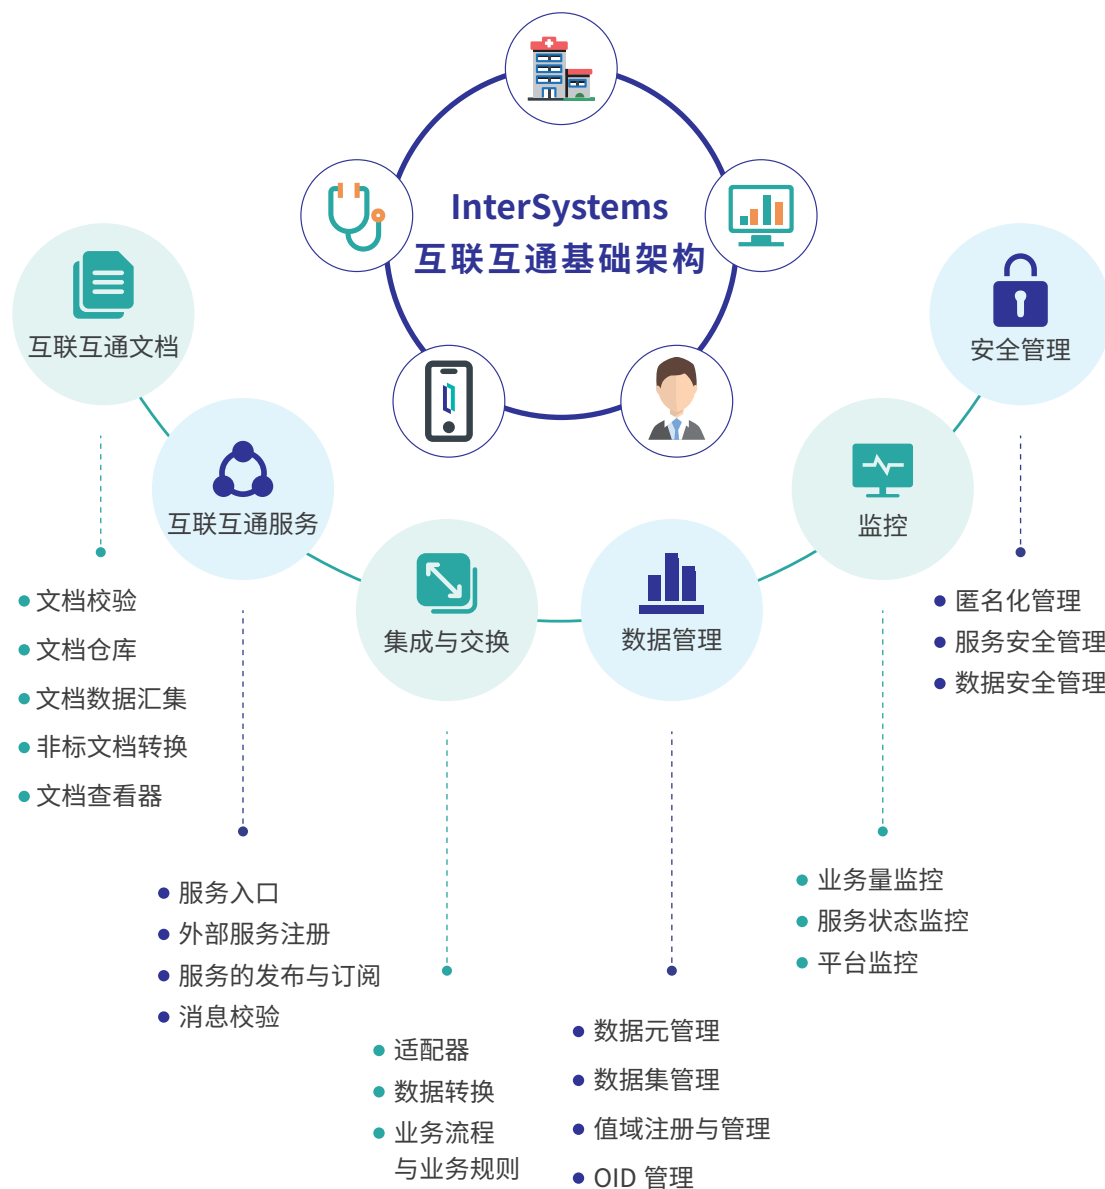 InterSystems
互联互通基础架构
互联互通文档
文档校验
文档仓库
文档数据汇集
非标文档转换
文档查看器
互联互通服务
服务入口
外部服务注册
服务的发布与订阅
消息校验
集成与交换
适配器
数据转换
业务流程
与业务规则
数据管理
数据元管理
数据集管理
值域注册与管理
OID 管理
监控
业务量监控
服务状态监控
平台监控
安全管理
匿名化管理
服务安全管理
数据安全管理